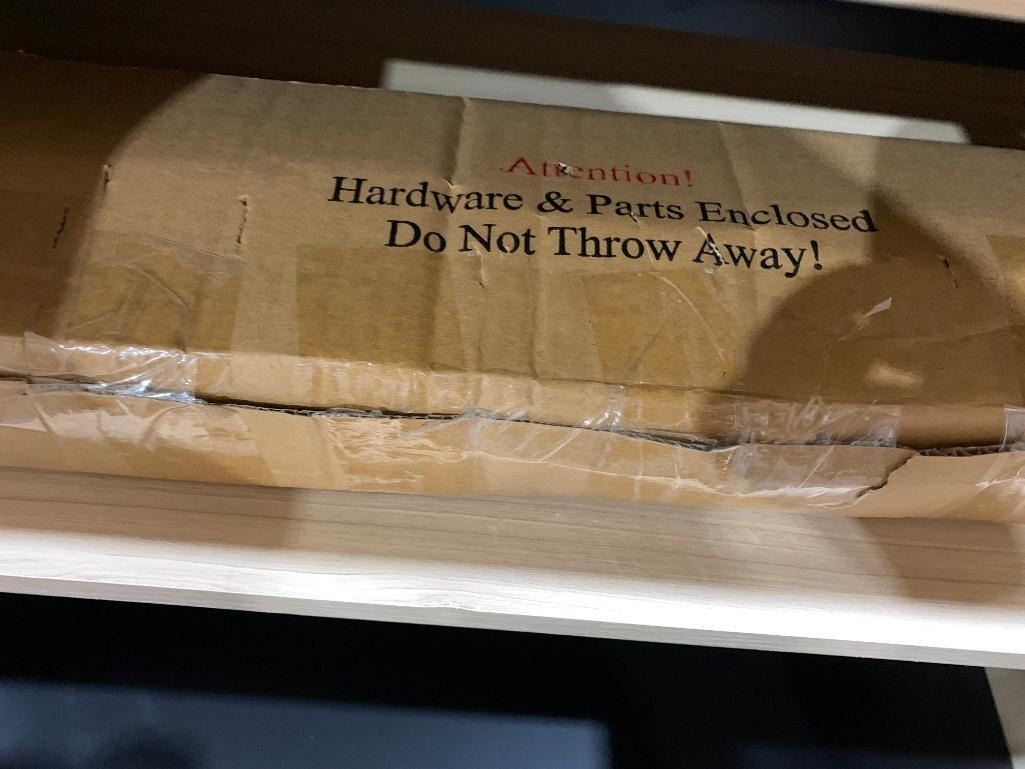 Attention!
Hardware & Parts Enclosed
Do Not Throw Away!